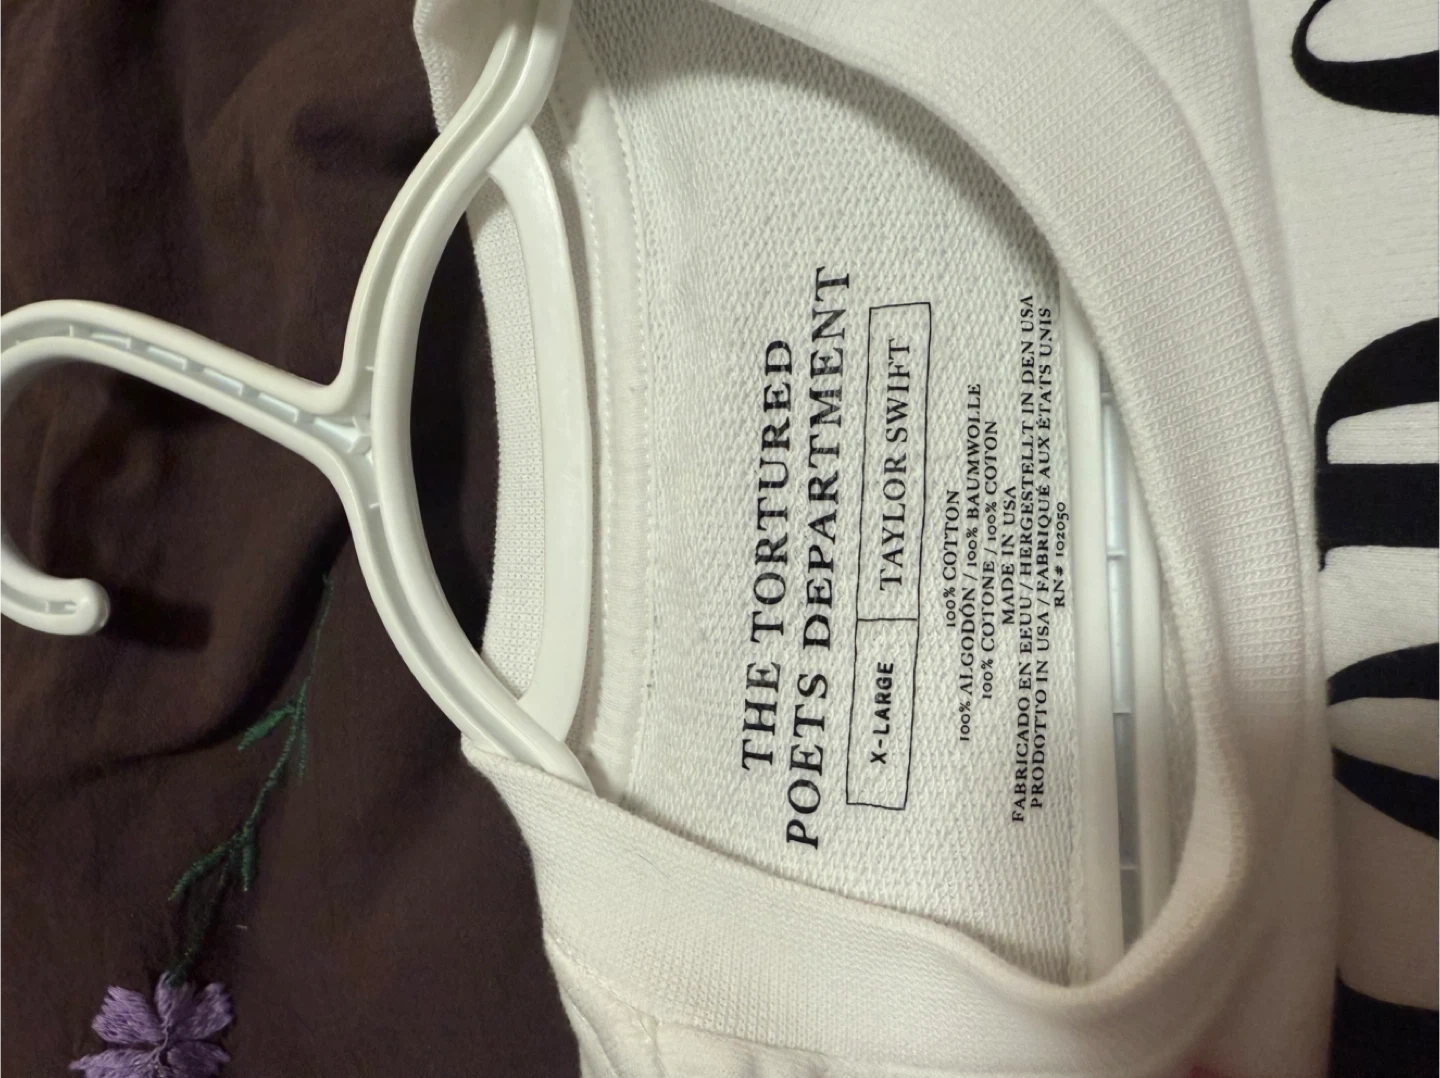 THE TORTURED
POETS DEPARTMENT
X-LARGE TAYLOR SWIFT
100% COTTON
100% ALGODÓN / 100% BAUMWOLLE
100% COTONE / 100% COTON
MADE IN USA
FABRICADO EN EEUU / HERGESTELLT IN DEN USA
PRODOTTO IN USA / FABRIQUÉ AUX ÉTATS UNIS
RN# 102050